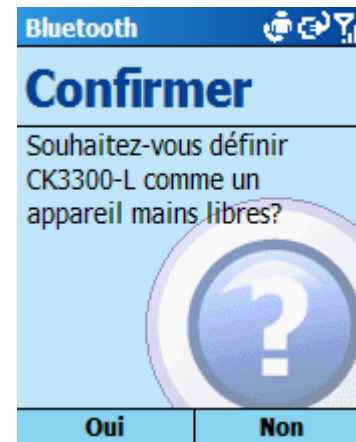 Bluetooth
Confirmer
Souhaitez-vous définir
CK3300-L comme un
appareil mains libres?
Oui Non